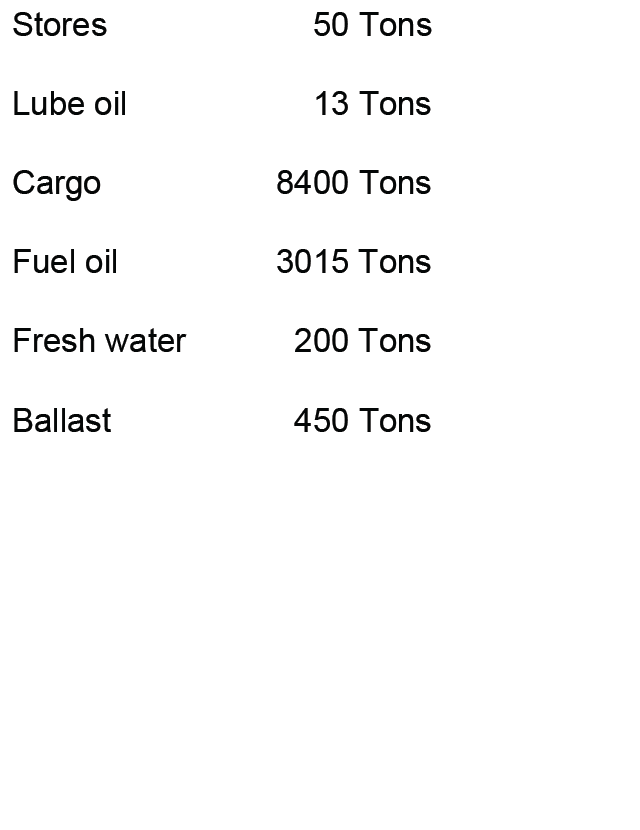 Stores 50 Tons
Lube oil 13 Tons
Cargo 8400 Tons
Fuel oil 3015 Tons
Fresh water 200 Tons
Ballast 450 Tons